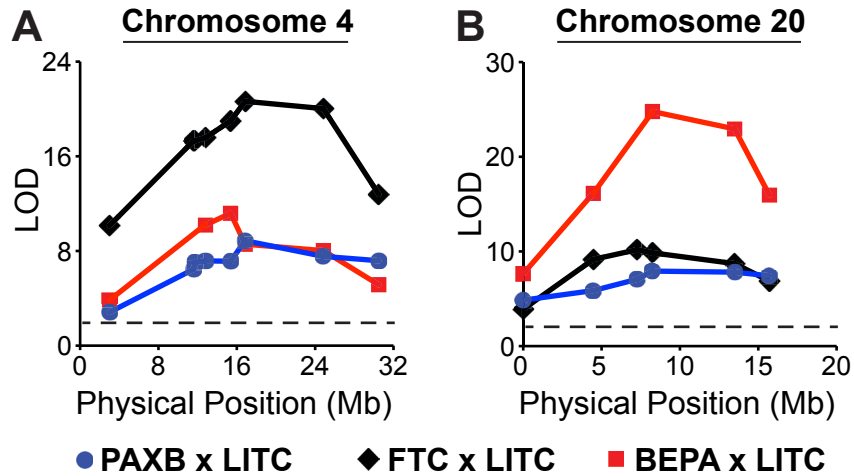 A Chromosome 4
24
16
8
0
LOD
0 8 16 24 32
Physical Position (Mb)
B Chromosome 20
30
20
10
0
LOD
0 5 10 15 20
Physical Position (Mb)
PAXB x LITC FTC x LITC BEPA x LITC